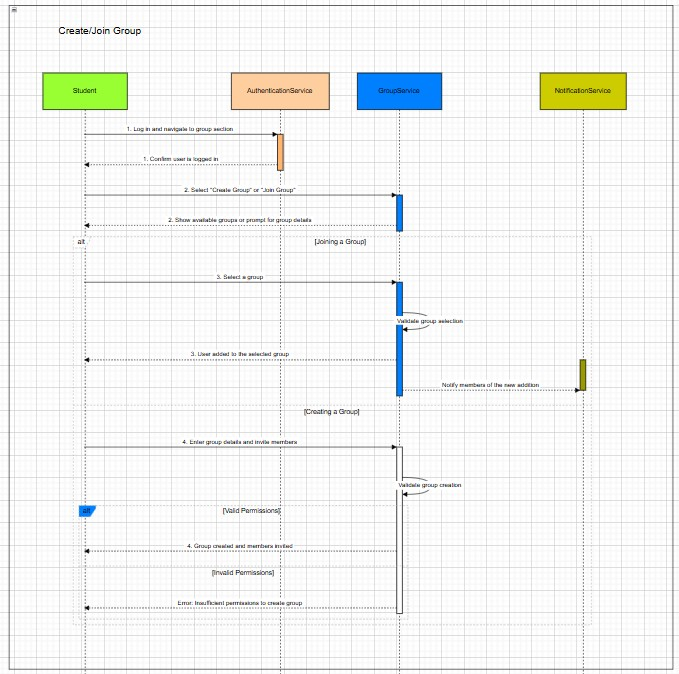 Create/Join Group
Student
AuthenticationService
GroupService
NotificationService
1. Log in and navigate to group section
1. Confirm user is logged in
2. Select "Create Group" or "Join Group"
2. Show available groups or prompt for group details
alt
[Joining a Group]
3. Select a group
Validate group selection
3. User added to the selected group
Notify members of the new addition
[Creating a Group]
4. Enter group details and invite members
Validate group creation
alt
[Valid Permissions]
4. Group created and members invited
[Invalid Permissions]
Error: Insufficient permissions to create group